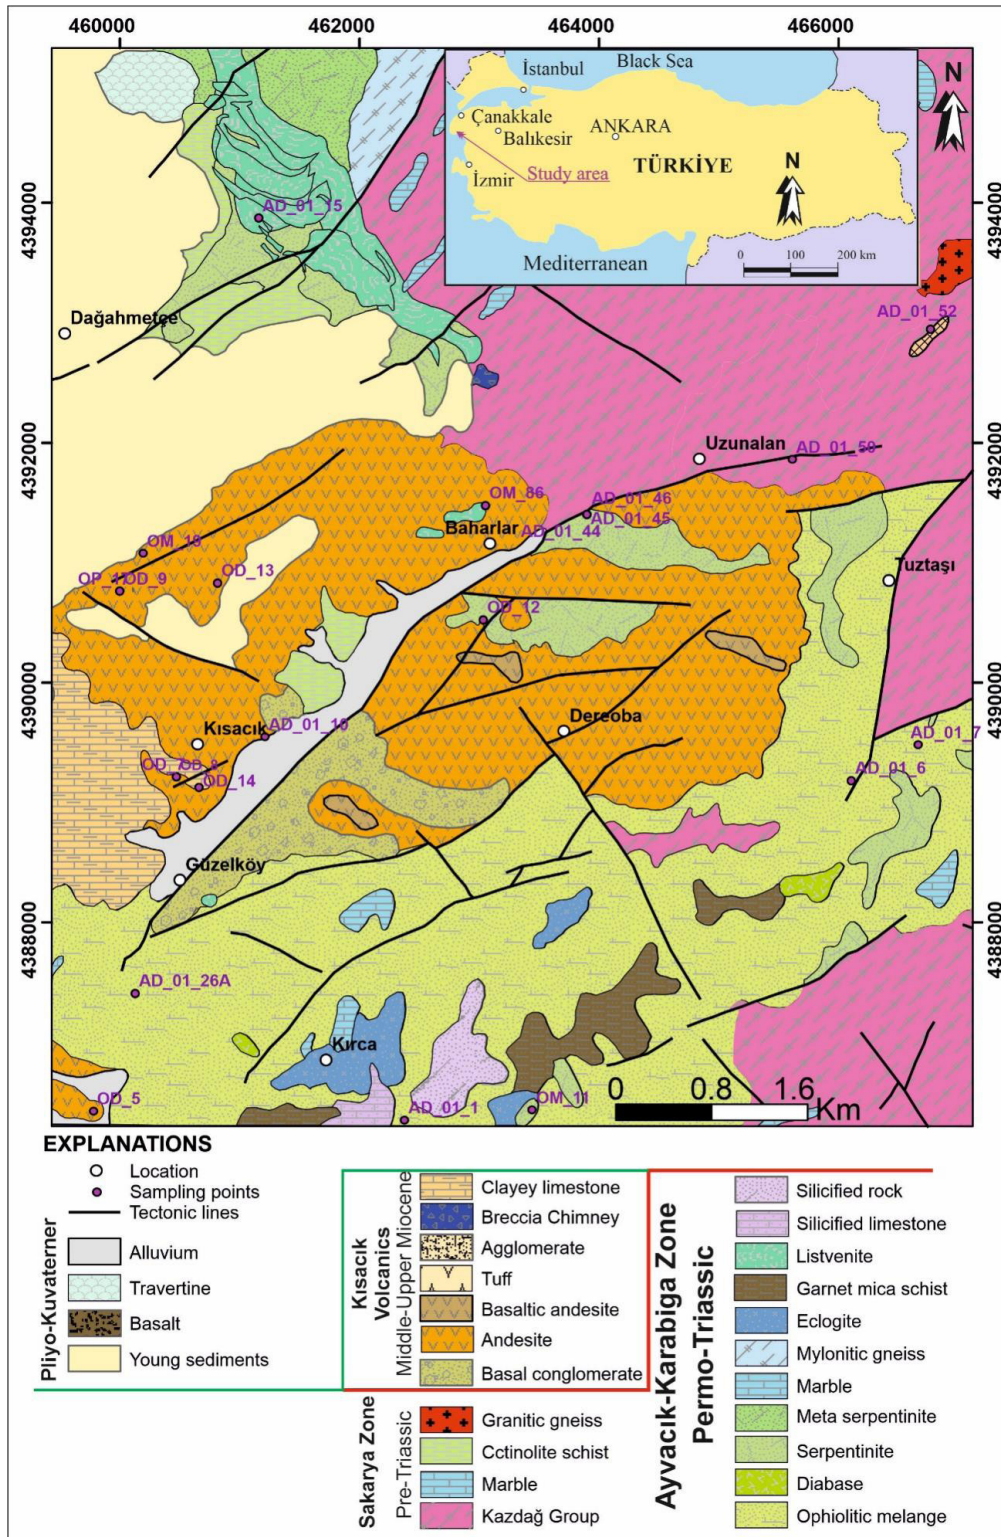 460000
462000
464000
466000
İstanbul
Black Sea
N
Çanakkale
Balıkesir
ANKARA
TÜRKİYE
İzmir
Study area
N
0 100 200 km
Mediterranean
4394000
4394000
AD_01_15
Dağahmetçe
AD_01_52
4392000
4392000
Uzunalan
AD_01_50
OM_86
AD_01_46
AD_01_45
Baharlar
AD_01_44
OM_18
OD_13
OD_9
Tuztaşı
OD_12
4390000
4390000
Kısacık
AD_01_10
Dereoba
AD_01_7
OD_7
OD_8
OD_14
AD_01_6
Güzelköy
4388000
4388000
AD_01_26A
Kırca
OD_5
AD_01_1
OM_11
0 0.8 1.6
Km
EXPLANATIONS
Location
Sampling points
Tectonic lines
Pliyo-Kuvaterner
Alluvium
Travertine
Basalt
Young sediments
Kısacık
Volcanics
Middle-Upper Miocene
Clayey limestone
Breccia Chimney
Agglomerate
Tuff
Basaltic andesite
Andesite
Basal conglomerate
Sakarya Zone
Pre-Triassic
Granitic gneiss
Cctinolite schist
Marble
Kazdağ Group
Ayvacık-Karabiga Zone
Permo-Triassic
Silicified rock
Silicified limestone
Listvenite
Garnet mica schist
Eclogite
Mylonitic gneiss
Marble
Meta serpentinite
Serpentinite
Diabase
Ophiolitic melange